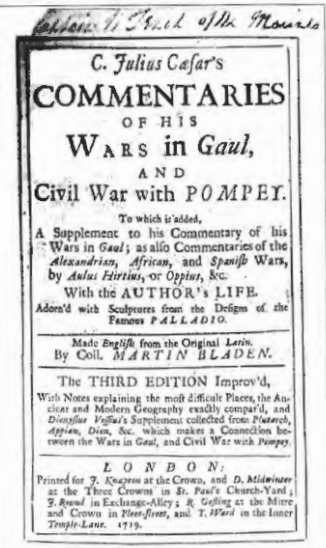 of the Marines
C. Julius Cæſar's
COMMENTARIES
OF HIS
WARS in Gaul,
AND
Civil War with POMPEY.
To which is added,
A Supplement to his Commentary of his
Wars in Gaul; as alſo Commentaries of the
Alexandrian, African, and Spaniſh Wars,
by Aulus Hirtius, or Oppius, &c.
With the AUTHOR's LIFE.
Adorn'd with Sculptures from the Deſigns of the
Famous PALLADIO.
Made Engliſh from the Original Latin.
By Coll. MARTIN BLADEN.
The THIRD EDITION Improv'd,
With Notes explaining the moſt difficult Places, the An-
cient and Modern Geography exactly compar'd, and
Dionyſius Voſſius's Supplement collected from Plutarch,
Appian, Dion, &c. which makes a Connection be-
tween the Wars in Gaul, and Civil War with Pompey.
LONDON:
Printed for J. Knapton at the Crown, and D. Midwinter
at the Three Crowns in St. Paul's Church-Yard;
J. Round in Exchange-Alley; R. Goſling at the Mitre
and Crown in Fleet-ſtreet, and T. Ward in the Inner
Temple-Lane. 1719.